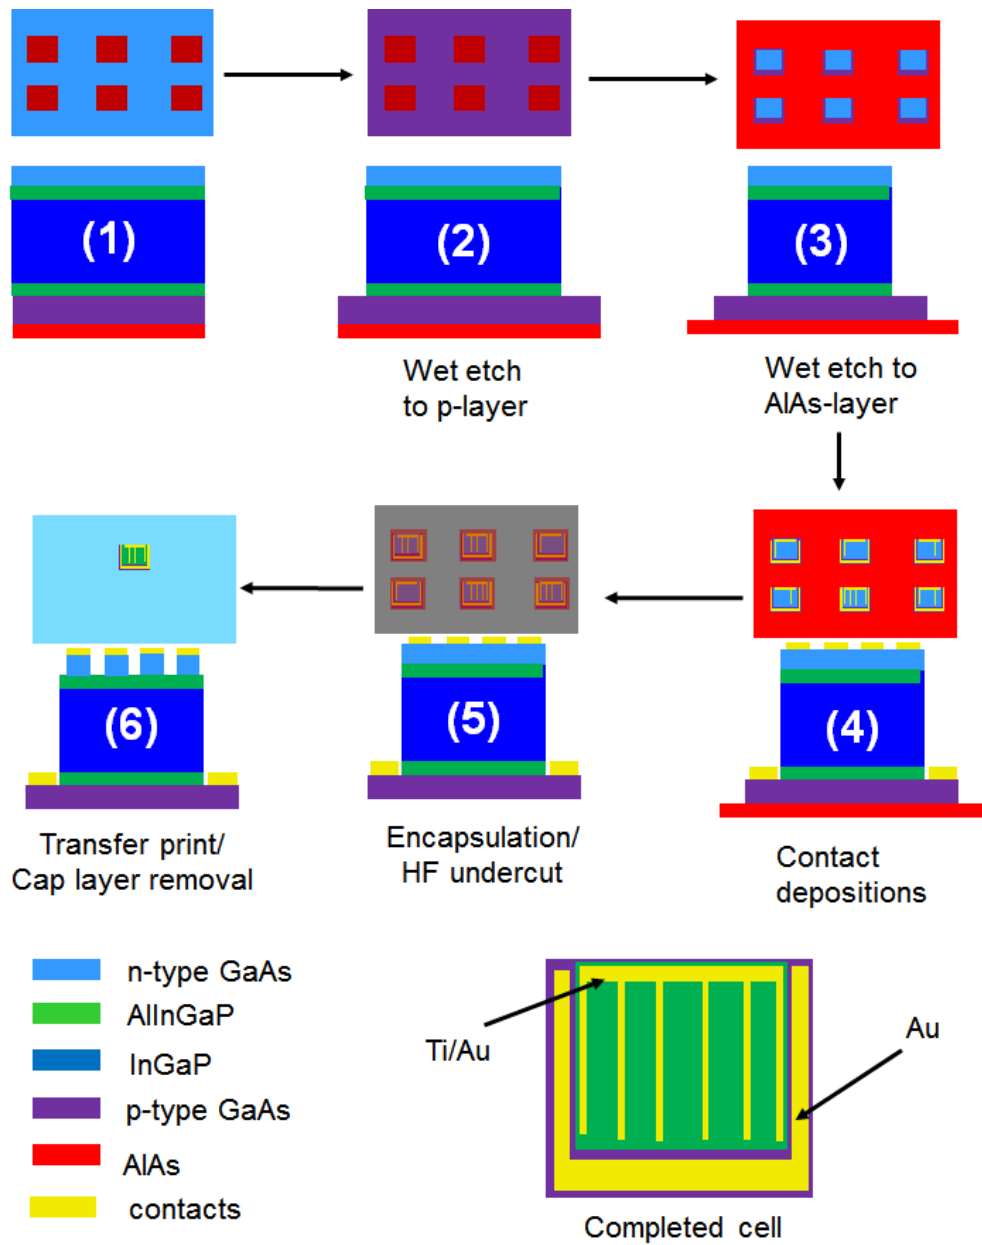 (1)
(2)
(3)
Wet etch
to p-layer
Wet etch to
AlAs-layer
(6)
(5)
(4)
Transfer print/
Cap layer removal
Encapsulation/
HF undercut
Contact
depositions
n-type GaAs
AllnGaP
InGaP
p-type GaAs
AlAs
contacts
Ti/Au
Au
Completed cell